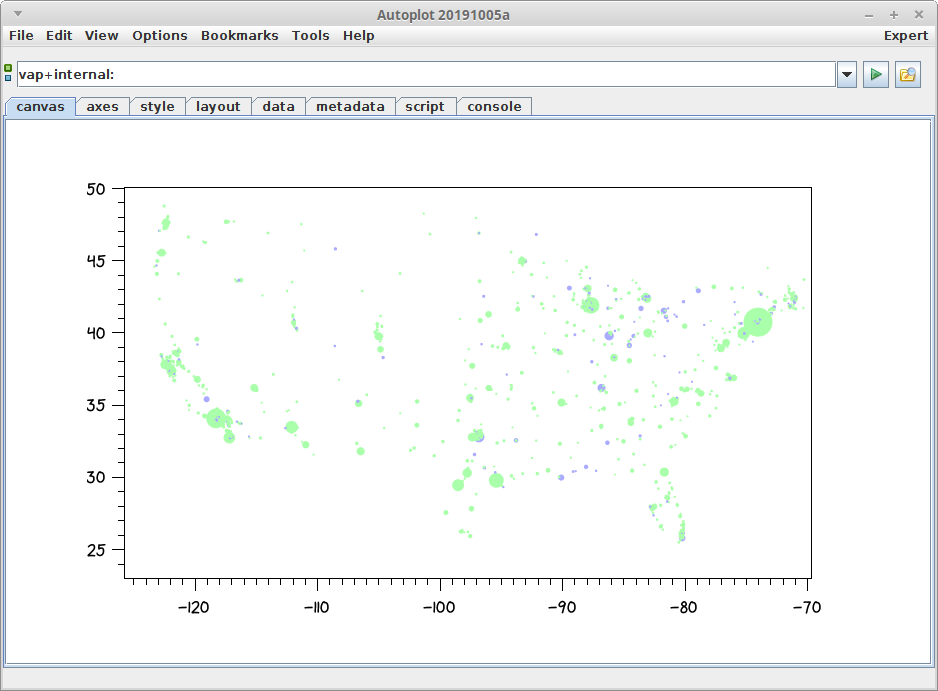 Autoplot 20191005a
File Edit View Options Bookmarks Tools Help Expert
vap+internal:
canvas axes style layout data metadata script console
50
45
40
35
30
25
-120 -110 -100 -90 -80 -70